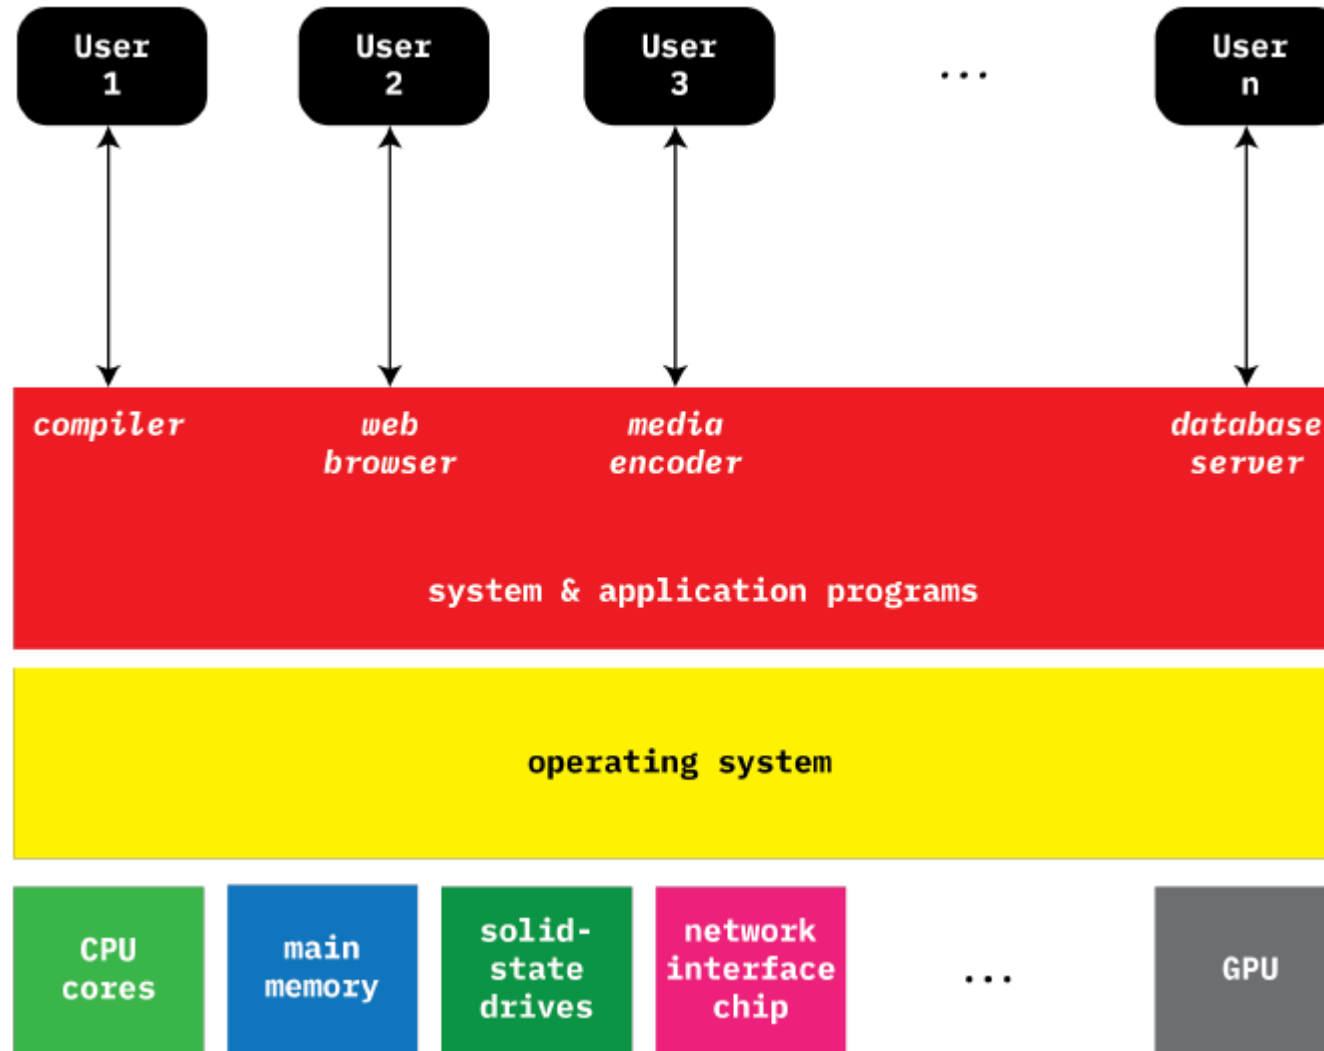 User
1
User
2
User
3
...
User
n
compiler
web
browser
media
encoder
database
server
system & application programs
operating system
CPU
cores
main
memory
solid-
state
drives
network
interface
chip
...
GPU